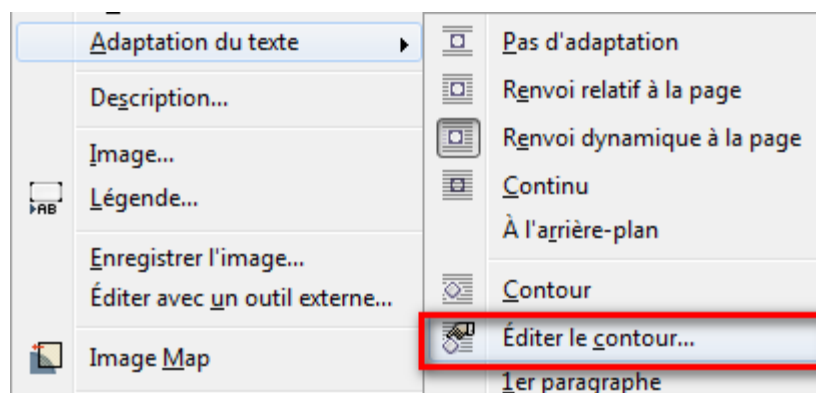 Adaptation du texte
Description...
Image...
Légende...
AB
Enregistrer l'image...
Éditer avec un outil externe...
Image Map
Pas d'adaptation
Renvoi relatif à la page
Renvoi dynamique à la page
Continu
À l'arrière-plan
Contour
Éditer le contour...
1er paragraphe